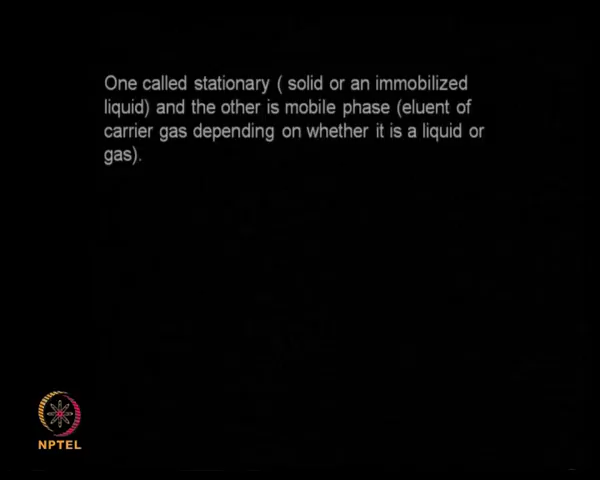 One called stationary ( solid or an immobilized
liquid) and the other is mobile phase (eluent of
carrier gas depending on whether it is a liquid or
gas).
NPTEL